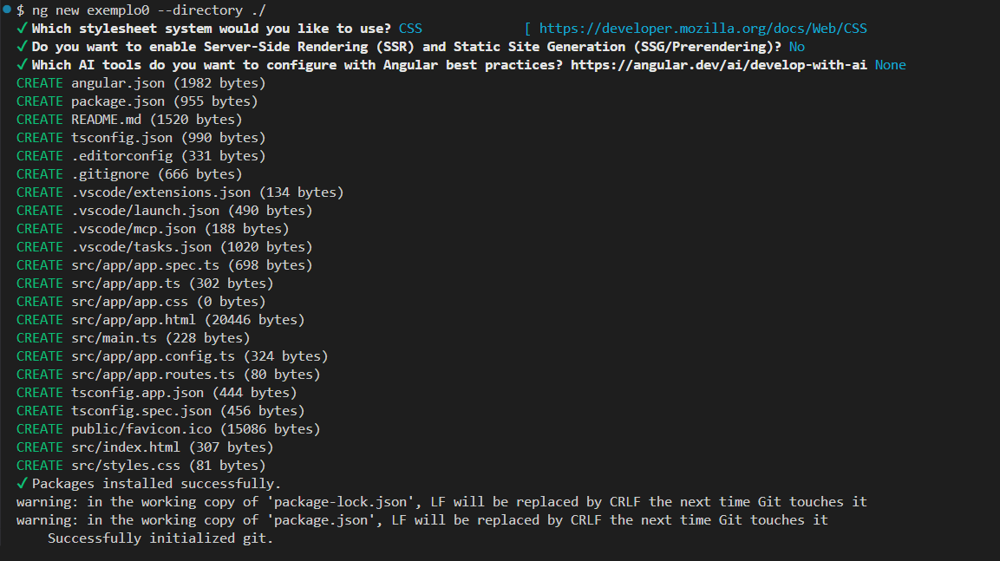 $ ng new exemplo0 --directory ./
✓ Which stylesheet system would you like to use? CSS [ https://developer.mozilla.org/docs/Web/CSS
✓ Do you want to enable Server-Side Rendering (SSR) and Static Site Generation (SSG/Prerendering)? No
✓ Which AI tools do you want to configure with Angular best practices? https://angular.dev/ai/develop-with-ai None
CREATE angular.json (1982 bytes)
CREATE package.json (955 bytes)
CREATE README.md (1520 bytes)
CREATE tsconfig.json (990 bytes)
CREATE .editorconfig (331 bytes)
CREATE .gitignore (666 bytes)
CREATE .vscode/extensions.json (134 bytes)
CREATE .vscode/launch.json (490 bytes)
CREATE .vscode/mcp.json (188 bytes)
CREATE .vscode/tasks.json (1020 bytes)
CREATE src/app/app.spec.ts (698 bytes)
CREATE src/app/app.ts (302 bytes)
CREATE src/app/app.css (0 bytes)
CREATE src/app/app.html (20446 bytes)
CREATE src/main.ts (228 bytes)
CREATE src/app/app.config.ts (324 bytes)
CREATE src/app/app.routes.ts (80 bytes)
CREATE tsconfig.app.json (444 bytes)
CREATE tsconfig.spec.json (456 bytes)
CREATE public/favicon.ico (15086 bytes)
CREATE src/index.html (307 bytes)
CREATE src/styles.css (81 bytes)
✓ Packages installed successfully.
warning: in the working copy of 'package-lock.json', LF will be replaced by CRLF the next time Git touches it
warning: in the working copy of 'package.json', LF will be replaced by CRLF the next time Git touches it
Successfully initialized git.